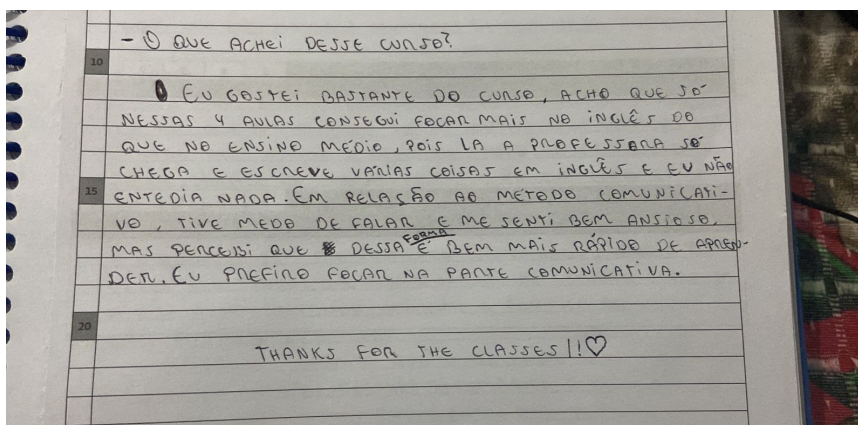 - O QUE ACHEI DESSE CURSO?
10
EU GOSTEI BASTANTE DO CURSO, ACHO QUE SÓ
NESSAS 4 AULAS CONSEGUI FOCAR MAIS NO INGLÊS DO
QUE NO ENSINO MÉDIO, POIS LA A PROFESSORA SÓ
CHEGA E ESCREVE VÁRIAS COISAS EM INGLÊS E EU NÃO
15 ENTEDIA NADA. EM RELAÇÃO AO METODO COMUNICATI-
VO, TIVE MEDO DE FALAR E ME SENTI BEM ANSIOSO,
MAS PERCEBI QUE DESSA FORMA É BEM MAIS RÁPIDO DE APREN-
DER. EU PREFIRO FOCAR NA PARTE COMUNICATIVA.
20
THANKS FOR THE CLASSES!!♡